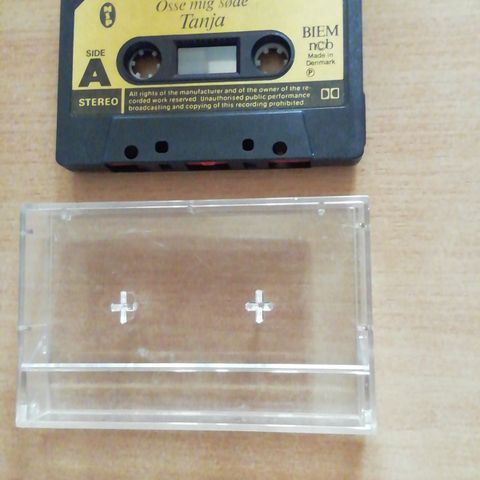 Osse mig søde
Tanja
SIDE
A
STEREO
BIEM
ncb
Made in
Denmark
℗
All rights of the manufacturer and of the owner of the re-
corded work reserved. Unauthorised public performance
broadcasting and copying of this recording prohibited.